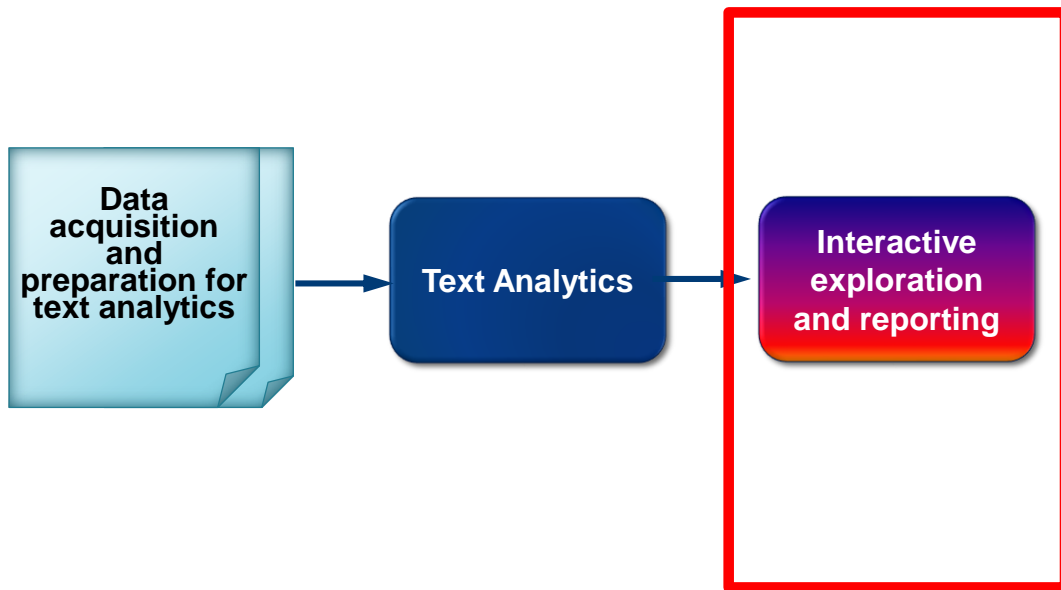 Data
acquisition
and
preparation for
text analytics
Text Analytics
Interactive
exploration
and reporting